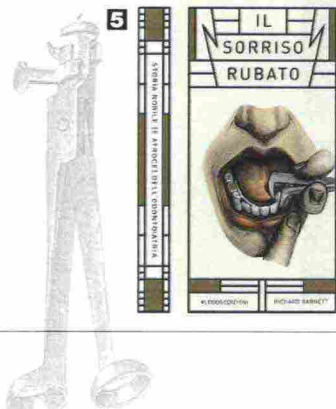 5
STORIA NOBILE (E ATROCE) DELL'ODONTOIATRIA
IL
SORRISO
RUBATO
RICHARD BARNETT